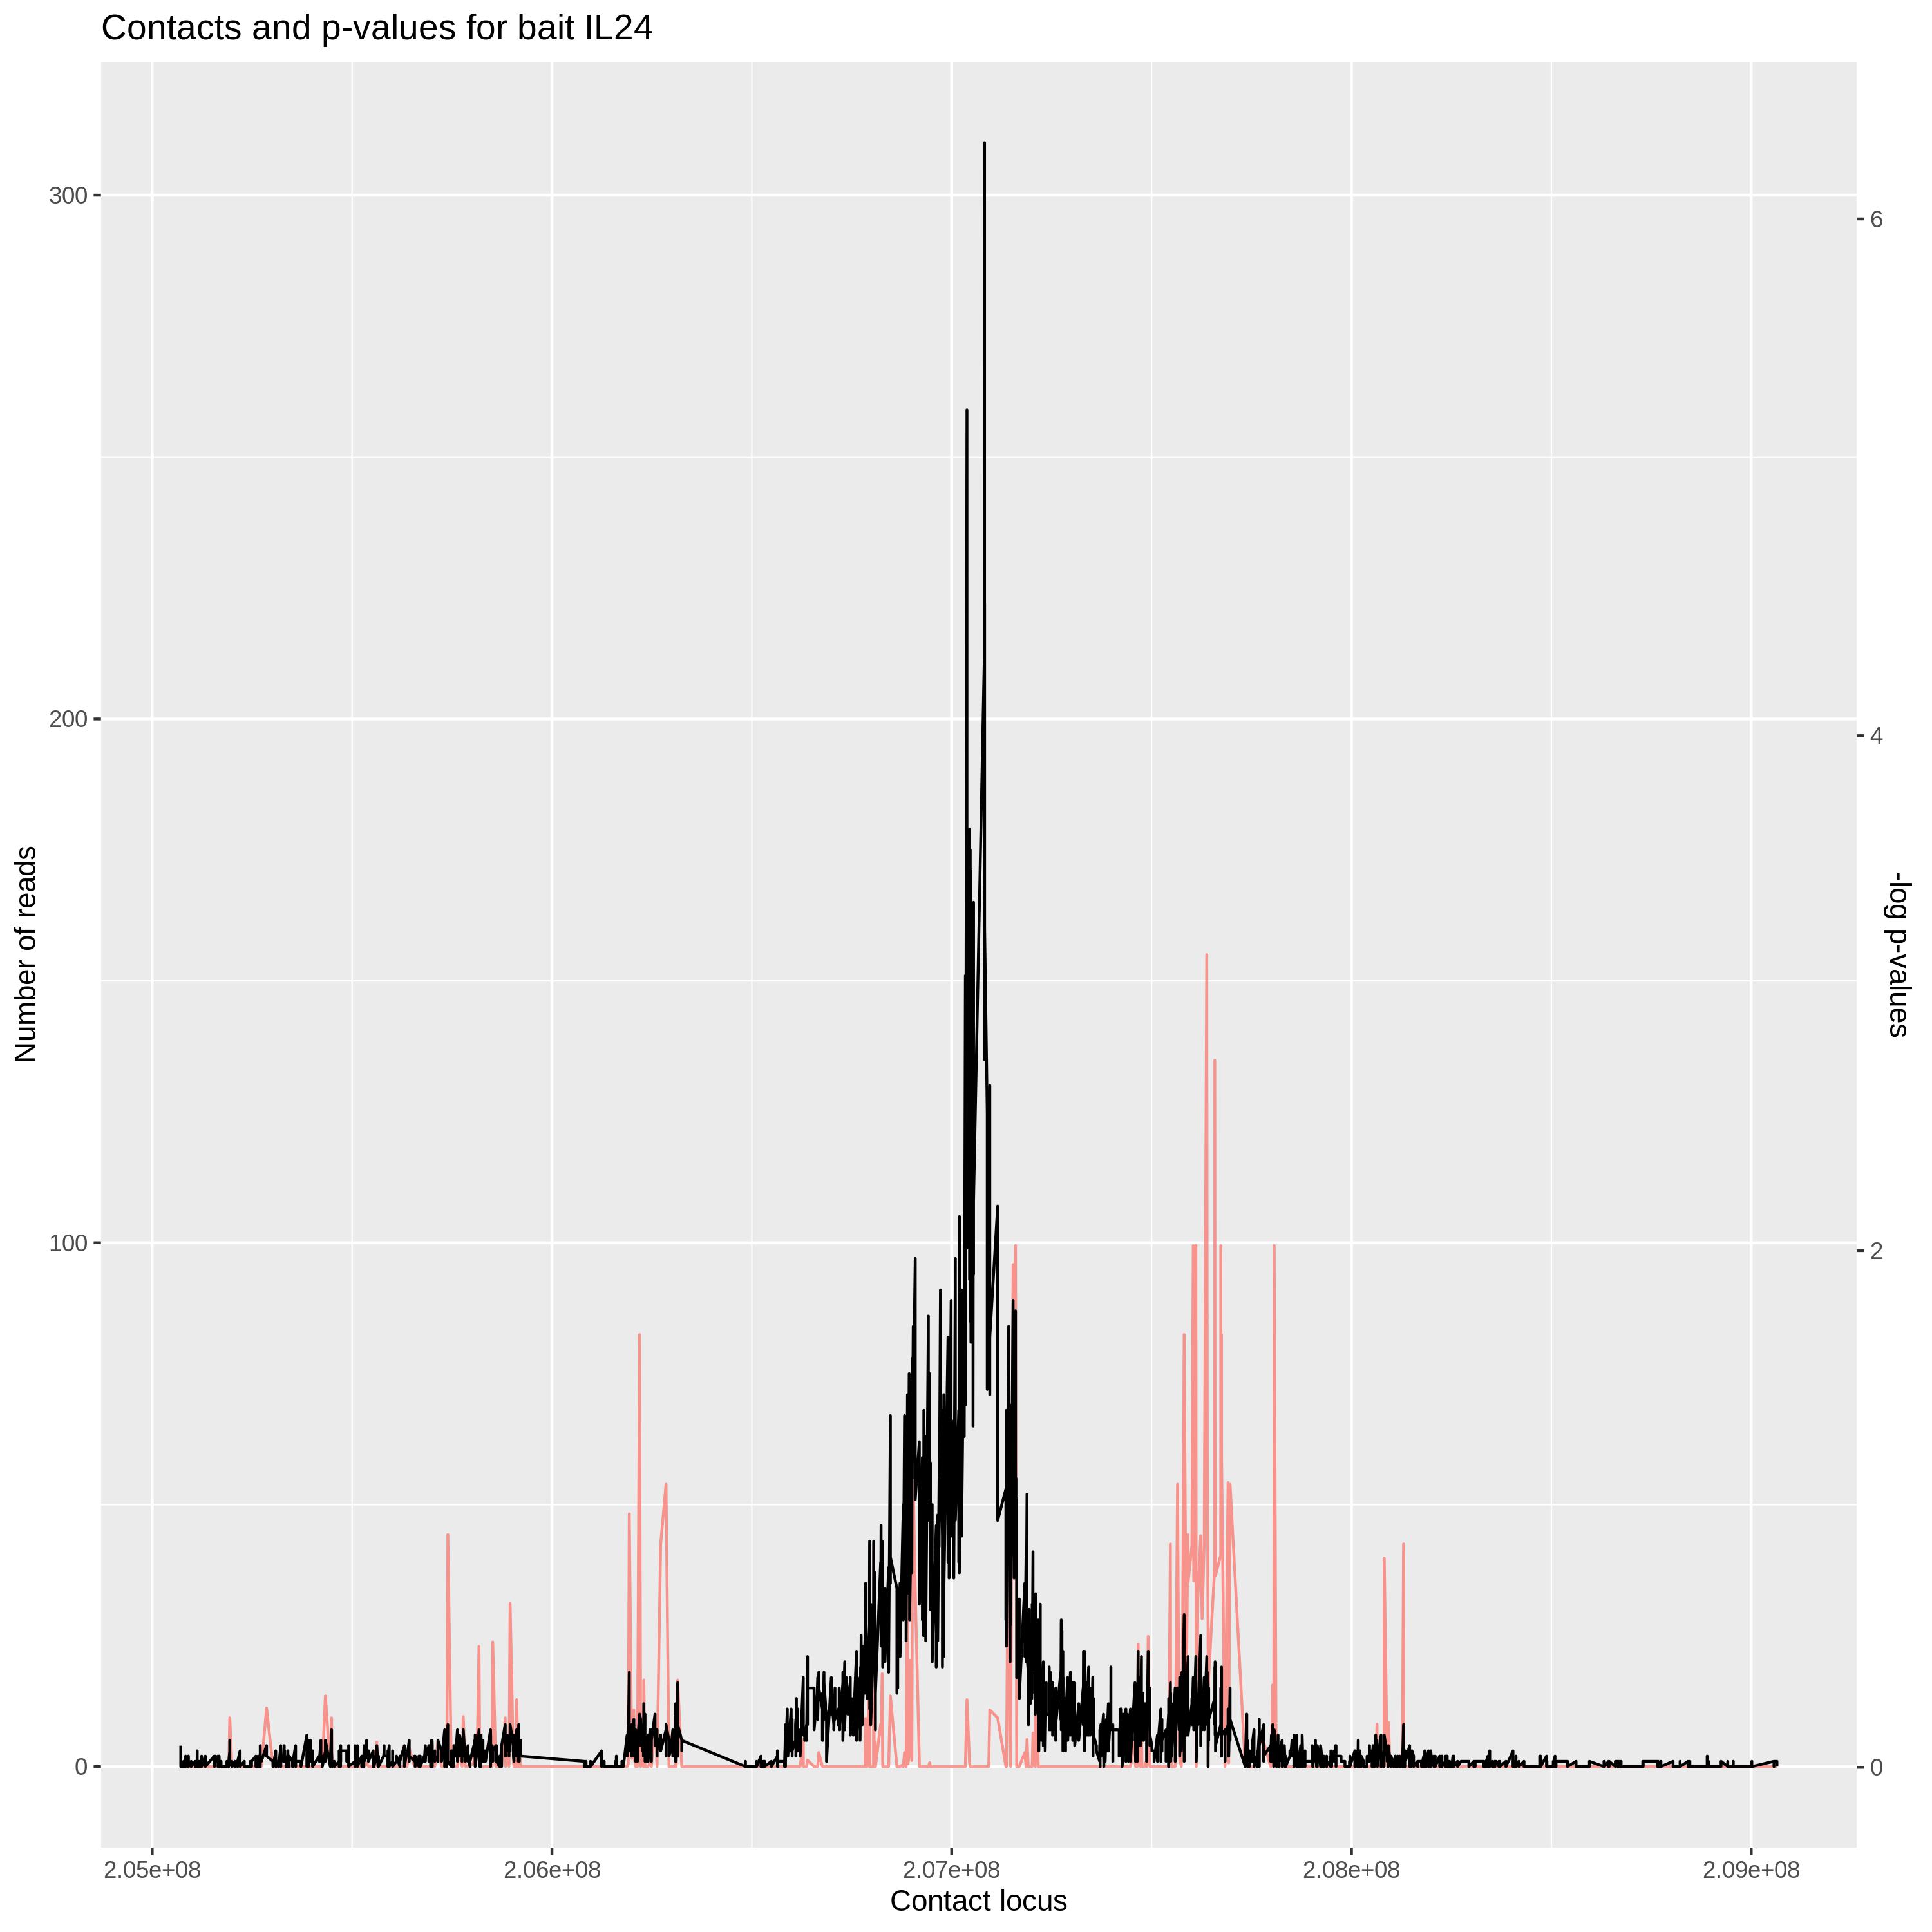 Contacts and p-values for bait IL24
300
200
100
0
Number of reads
6
4
2
0
-log p-values
2.05e+08
2.06e+08
2.07e+08
2.08e+08
2.09e+08
Contact locus